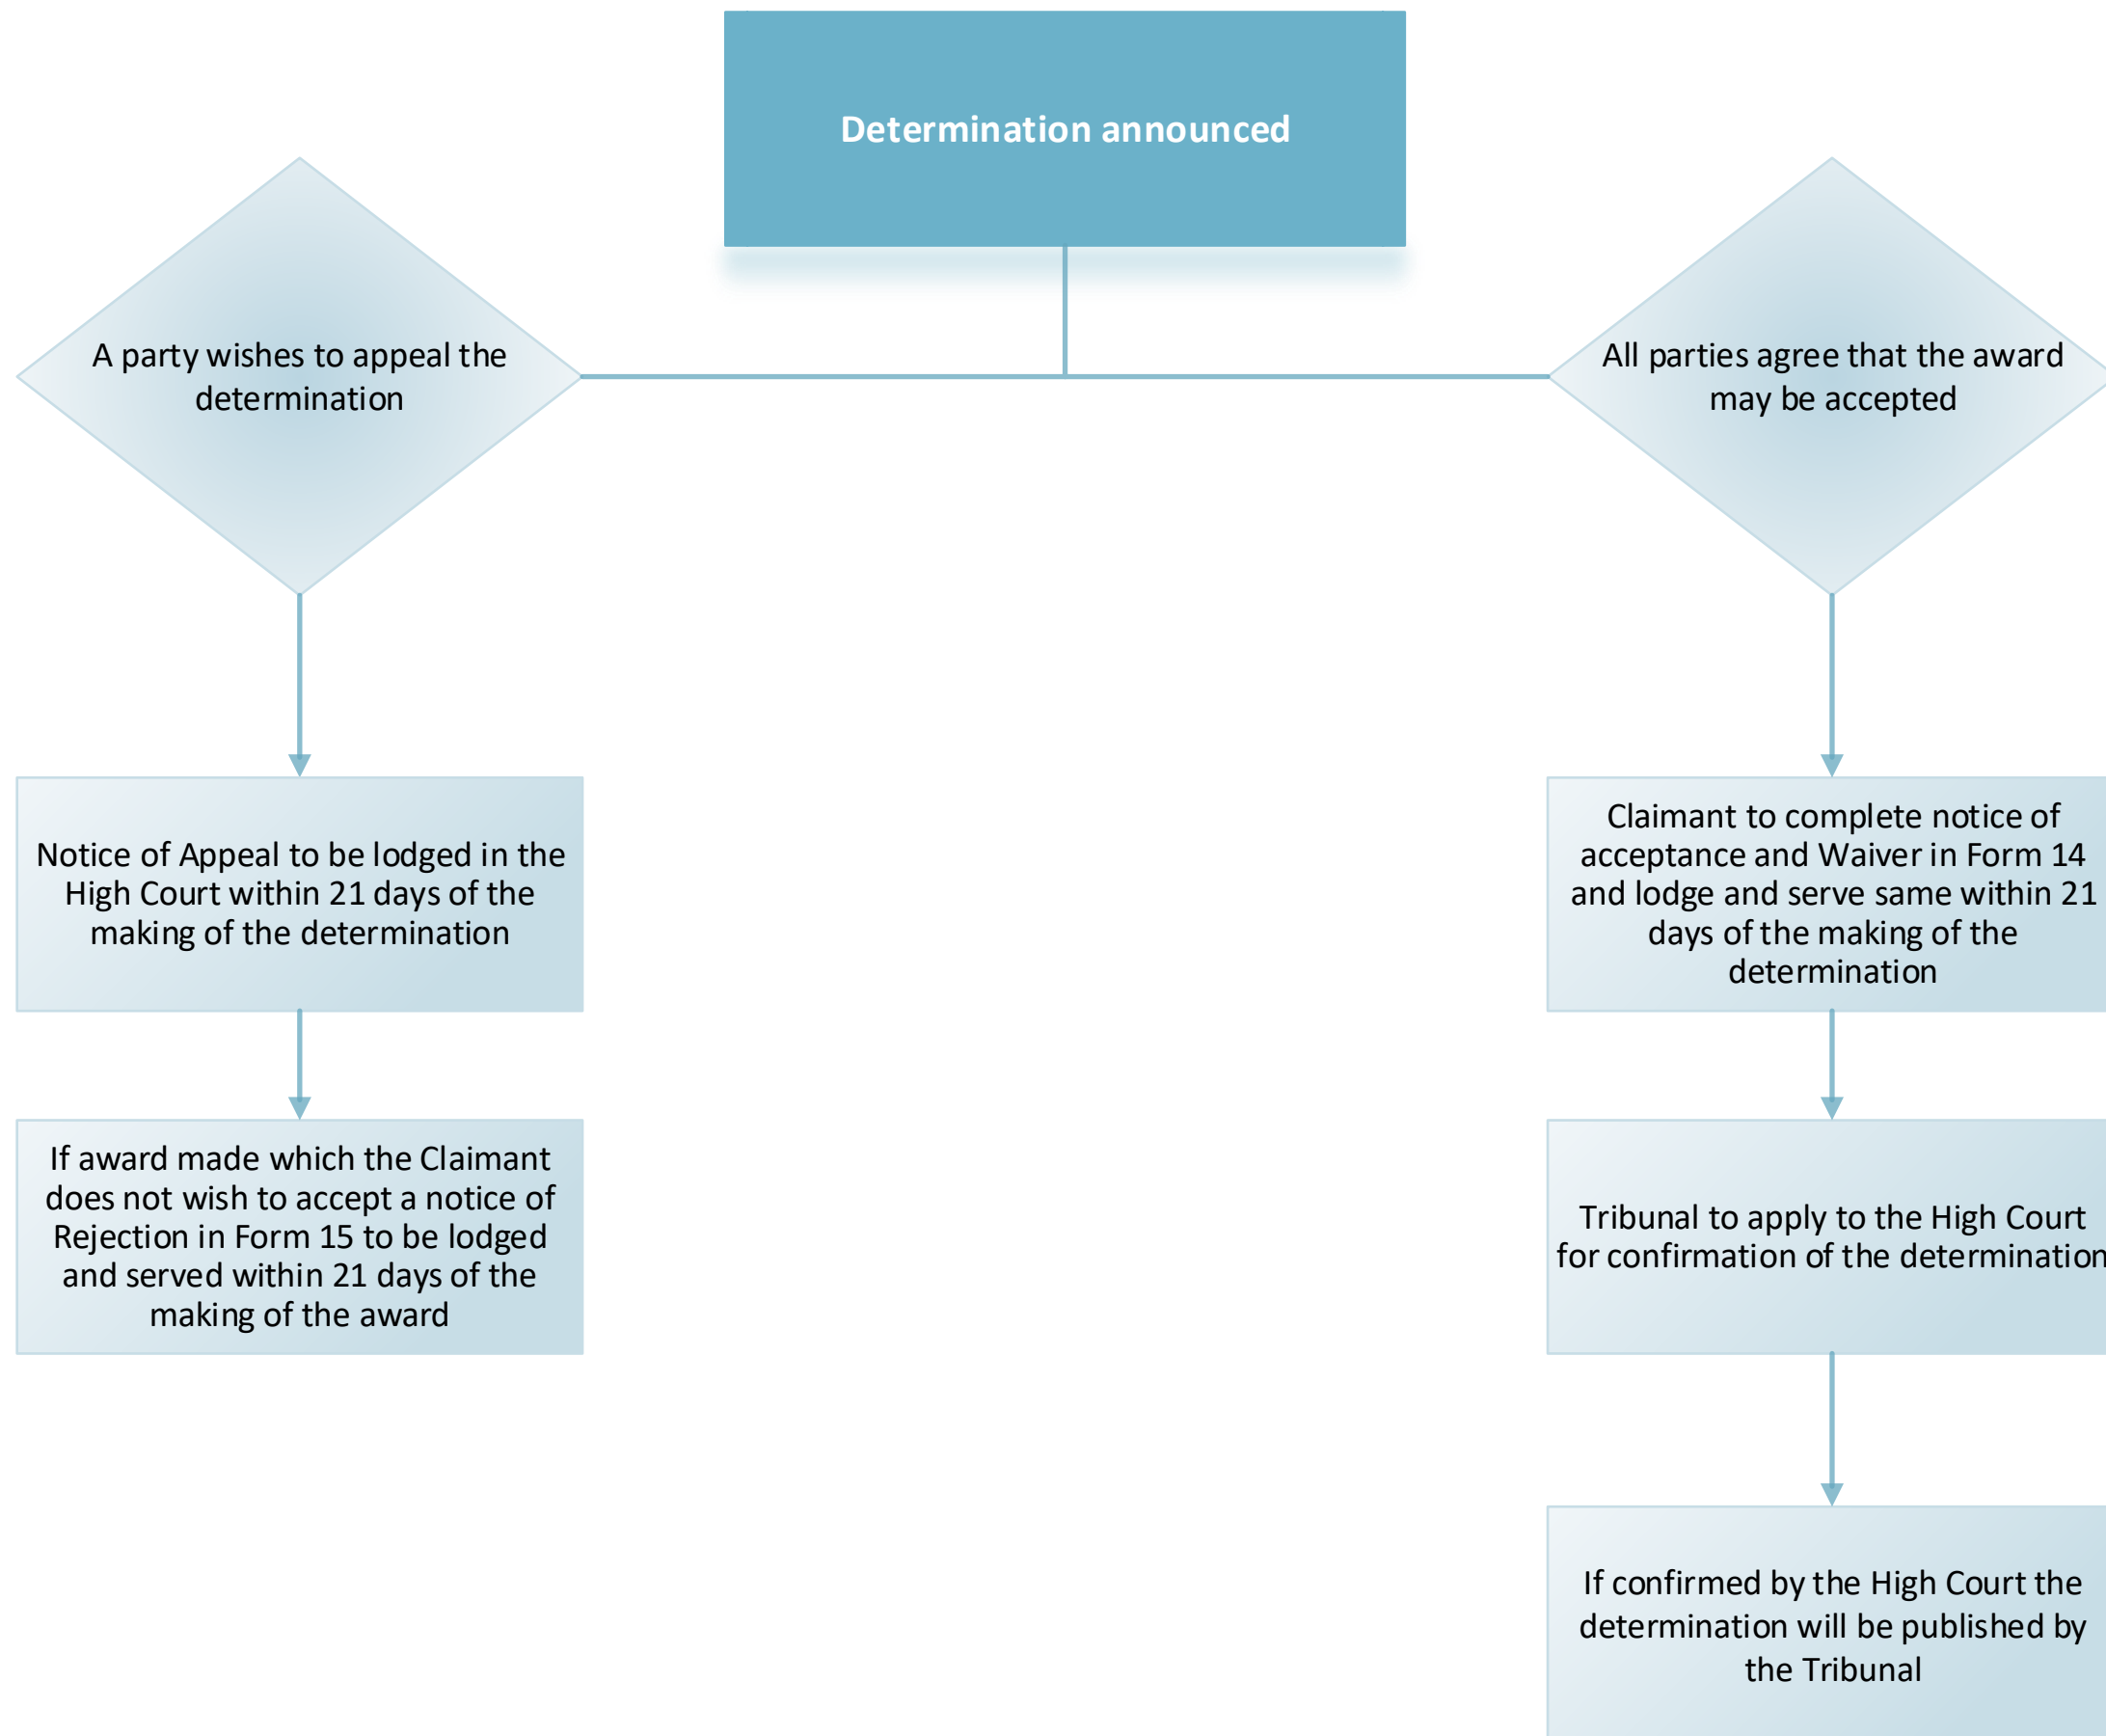 Determination announced
A party wishes to appeal the
determination
All parties agree that the award
may be accepted
Notice of Appeal to be lodged in the
High Court within 21 days of the
making of the determination
Claimant to complete notice of
acceptance and Waiver in Form 14
and lodge and serve same within 21
days of the making of the
determination
If award made which the Claimant
does not wish to accept a notice of
Rejection in Form 15 to be lodged
and served within 21 days of the
making of the award
Tribunal to apply to the High Court
for confirmation of the determination
If confirmed by the High Court the
determination will be published by
the Tribunal